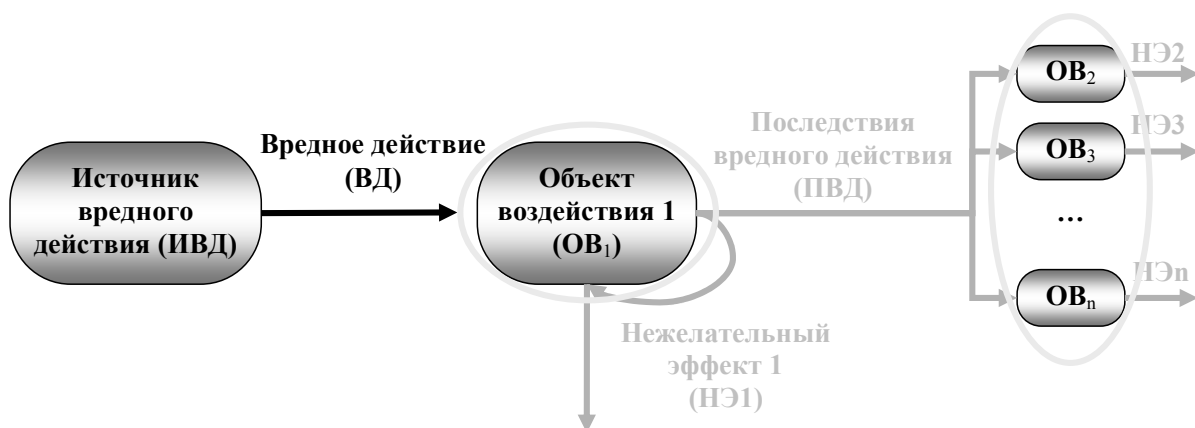 Источник
вредного
действия (ИВД)
Вредное действие
(ВД)
Объект
воздействия 1
(ОВ₁)
Последствия
вредного действия
(ПВД)
Нежелательный
эффект 1
(НЭ1)
ОВ₂
НЭ2
ОВ₃
НЭ3
...
ОВₙ
НЭn